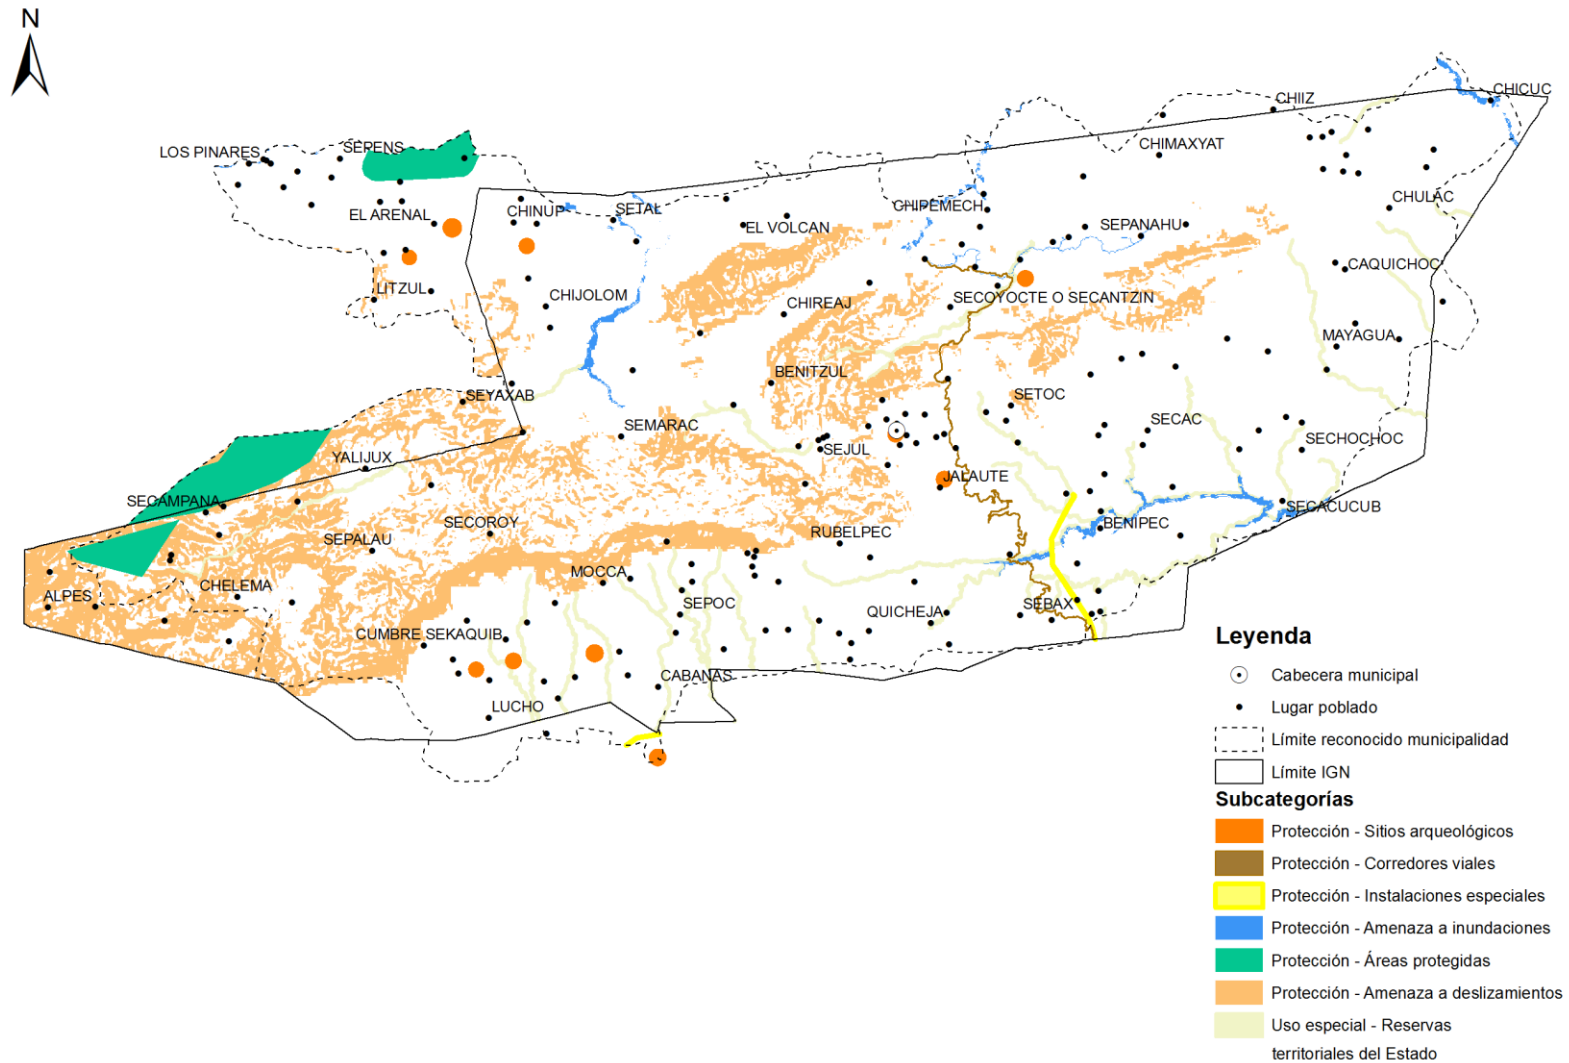 N
CHICUC
CHIIZ
CHIMAXYAT
LOS PINARES
SEPENS
CHULAC
EL ARENAL
CHINUP
SETAL
CHIPEMECH
EL VOLCAN
SEPANAHU
CAQUICHOC
LITZUL
CHIJOLOM
CHIREAJ
SECOYOCTE O SECANTZIN
MAYAGUA
BENITZUL
SEYAXAB
SETOC
SEMARAC
SECAC
SEJUL
SECHOCHOC
YALIJUX
JALAUTE
SECAMPANA
SECACUCUB
SECOROY
BENIPEC
SEPALAU
RUBELPEC
MOCCA
CHELEMA
ALPES
SEPOC
QUICHEJA
SEBAX
CUMBRE SEKAQUIB
CABANAS
LUCHO
Leyenda
Cabecera municipal
Lugar poblado
Límite reconocido municipalidad
Límite IGN
Subcategorías
Protección - Sitios arqueológicos
Protección - Corredores viales
Protección - Instalaciones especiales
Protección - Amenaza a inundaciones
Protección - Áreas protegidas
Protección - Amenaza a deslizamientos
Uso especial - Reservas
territoriales del Estado